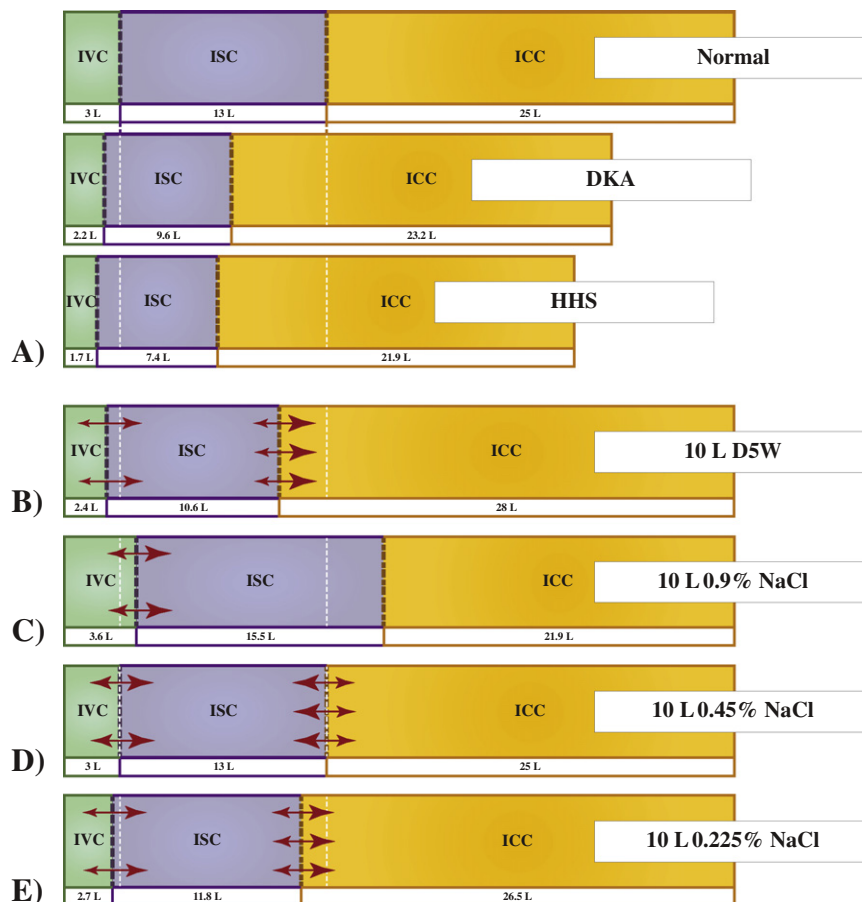 IVC ISC ICC Normal
3 L 13 L 25 L
IVC ISC ICC DKA
2.2 L 9.6 L 23.2 L
IVC ISC ICC HHS
A)
1.7 L 7.4 L 21.9 L
IVC ISC ICC 10 L D5W
B)
2.4 L 10.6 L 28 L
IVC ISC ICC 10 L 0.9% NaCl
C)
3.6 L 15.5 L 21.9 L
IVC ISC ICC 10 L 0.45% NaCl
D)
3 L 13 L 25 L
IVC ISC ICC 10 L 0.225% NaCl
E)
2.7 L 11.8 L 26.5 L